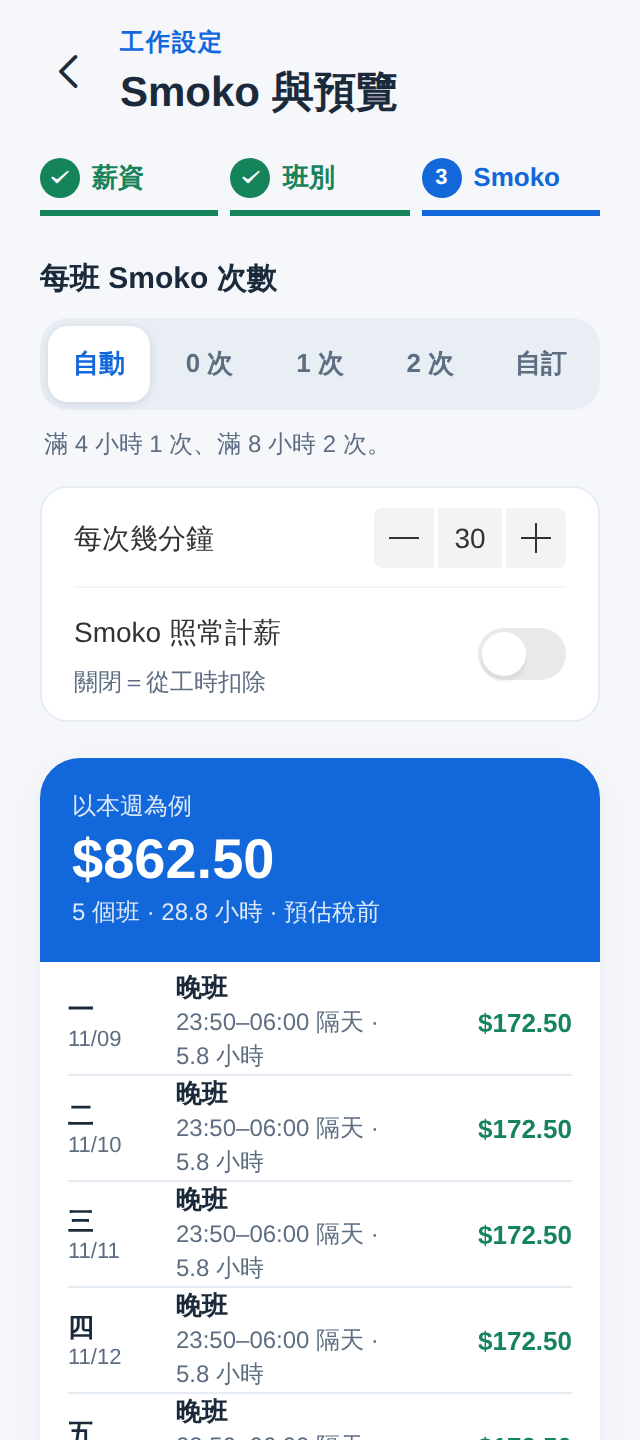 工作設定
Smoko 與預覽
薪資
班別
3 Smoko
每班 Smoko 次數
自動
0 次
1 次
2 次
自訂
滿 4 小時 1 次、滿 8 小時 2 次。
每次幾分鐘
30
Smoko 照常計薪
關閉＝從工時扣除
以本週為例
$862.50
5 個班 · 28.8 小時 · 預估稅前
一
11/09
晚班
23:50–06:00 隔天 ·
5.8 小時
$172.50
二
11/10
晚班
23:50–06:00 隔天 ·
5.8 小時
$172.50
三
11/11
晚班
23:50–06:00 隔天 ·
5.8 小時
$172.50
四
11/12
晚班
23:50–06:00 隔天 ·
5.8 小時
$172.50
五
晚班